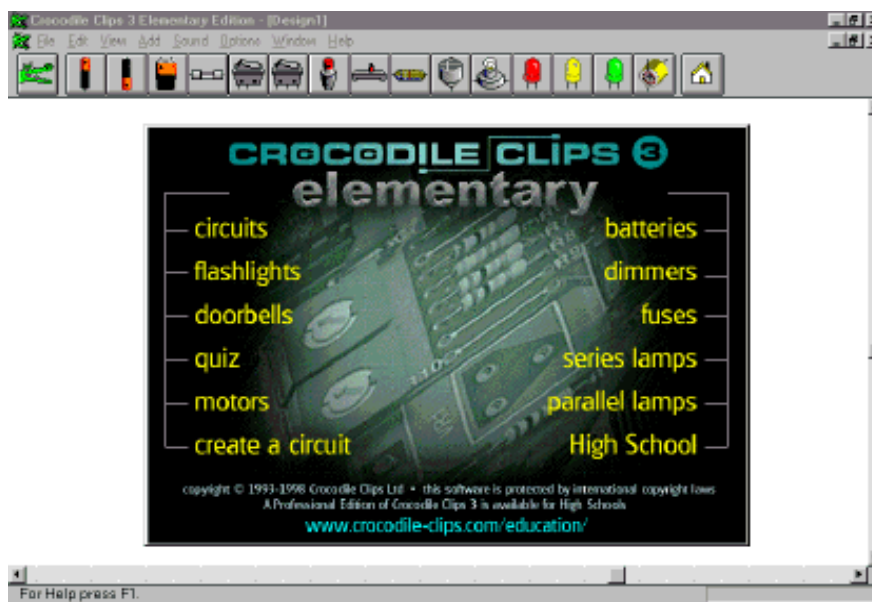 Crocodile Clips 3 Elementary Edition - [Design1]
File Edit View Add Sound Options Window Help
CROCODILE CLIPS 3
elementary
circuits
batteries
flashlights
dimmers
doorbells
fuses
quiz
series lamps
motors
parallel lamps
create a circuit
High School
copyright © 1993-1998 Crocodile Clips Ltd • this software is protected by international copyright laws
A Professional Edition of Crocodile Clips 3 is available for High Schools
www.crocodile-clips.com/education/
For Help press F1.